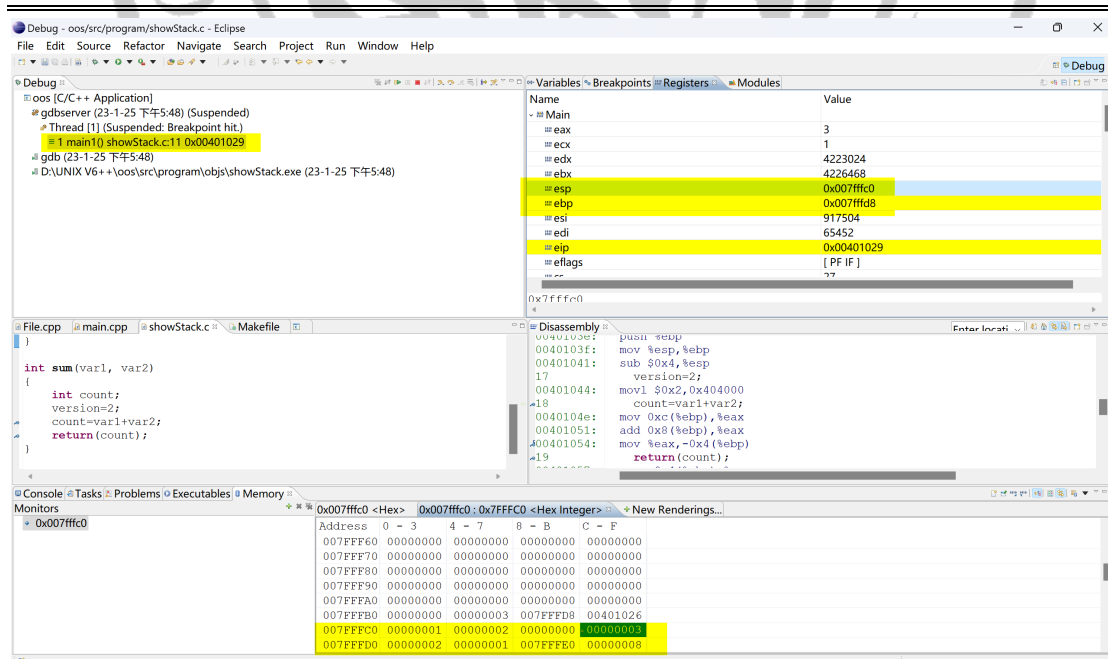 Debug - oos/src/program/showStack.c - Eclipse
File Edit Source Refactor Navigate Search Project Run Window Help
Debug
Debug
oos [C/C++ Application]
gdbserver (23-1-25 下午5:48) (Suspended)
Thread [1] (Suspended: Breakpoint hit.)
1 main1() showStack.c:11 0x00401029
gdb (23-1-25 下午5:48)
D:\UNIX V6++\oos\src\program\objs\showStack.exe (23-1-25 下午5:48)
Variables Breakpoints Registers Modules
Name Value
Main
eax 3
ecx 1
edx 4223024
ebx 4226468
esp 0x007fffc0
ebp 0x007fffd8
esi 917504
edi 65452
eip 0x00401029
eflags [ PF IF ]
cs 27
0x7fffc0
File.cpp main.cpp showStack.c Makefile
}
int sum(var1, var2)
{
int count;
version=2;
count=var1+var2;
return(count);
}
Disassembly
Enter locati
0040103e: push %ebp
0040103f: mov %esp,%ebp
00401041: sub $0x4,%esp
17 version=2;
00401044: movl $0x2,0x404000
18 count=var1+var2;
0040104e: mov 0xc(%ebp),%eax
00401051: add 0x8(%ebp),%eax
00401054: mov %eax,-0x4(%ebp)
19 return(count);
Console Tasks Problems Executables Memory
Monitors
0x007fffc0
0x007fffc0 <Hex> 0x007fffc0 : 0x7FFFC0 <Hex Integer> New Renderings...
Address 0 - 3 4 - 7 8 - B C - F
007FFF60 00000000 00000000 00000000 00000000
007FFF70 00000000 00000000 00000000 00000000
007FFF80 00000000 00000000 00000000 00000000
007FFF90 00000000 00000000 00000000 00000000
007FFFA0 00000000 00000000 00000000 00000000
007FFFB0 00000000 00000003 007FFFD8 00401026
007FFFC0 00000001 00000002 00000000 00000003
007FFFD0 00000002 00000001 007FFFE0 00000008